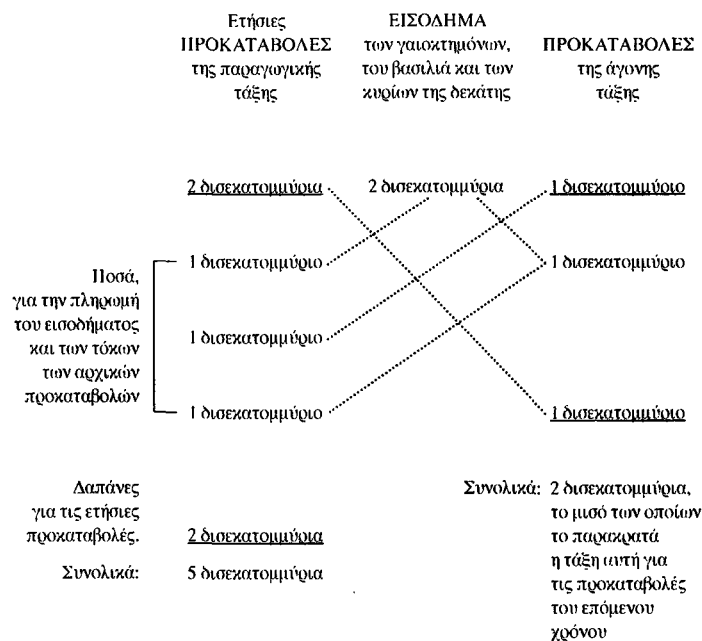 Ετήσιες
ΠΡΟΚΑΤΑΒΟΛΕΣ
της παραγωγικής
τάξης
ΕΙΣΟΔΗΜΑ
των γαιοκτημόνων,
του βασιλιά και των
κυρίων της δεκάτης
ΠΡΟΚΑΤΑΒΟΛΕΣ
της άγονης
τάξης
2 δισεκατομμύρια
2 δισεκατομμύρια
1 δισεκατομμύριο
Ποσά,
για την πληρωμή
του εισοδήματος
και των τόκων
των αρχικών
προκαταβολών
1 δισεκατομμύριο
1 δισεκατομμύριο
1 δισεκατομμύριο
1 δισεκατομμύριο
1 δισεκατομμύριο
Δαπάνες
για τις ετήσιες
προκαταβολές.
2 δισεκατομμύρια
Συνολικά:
5 δισεκατομμύρια
Συνολικά: 2 δισεκατομμύρια,
το μισό των οποίων
το παρακρατά
η τάξη αυτή για
τις προκαταβολές
του επόμενου
χρόνου